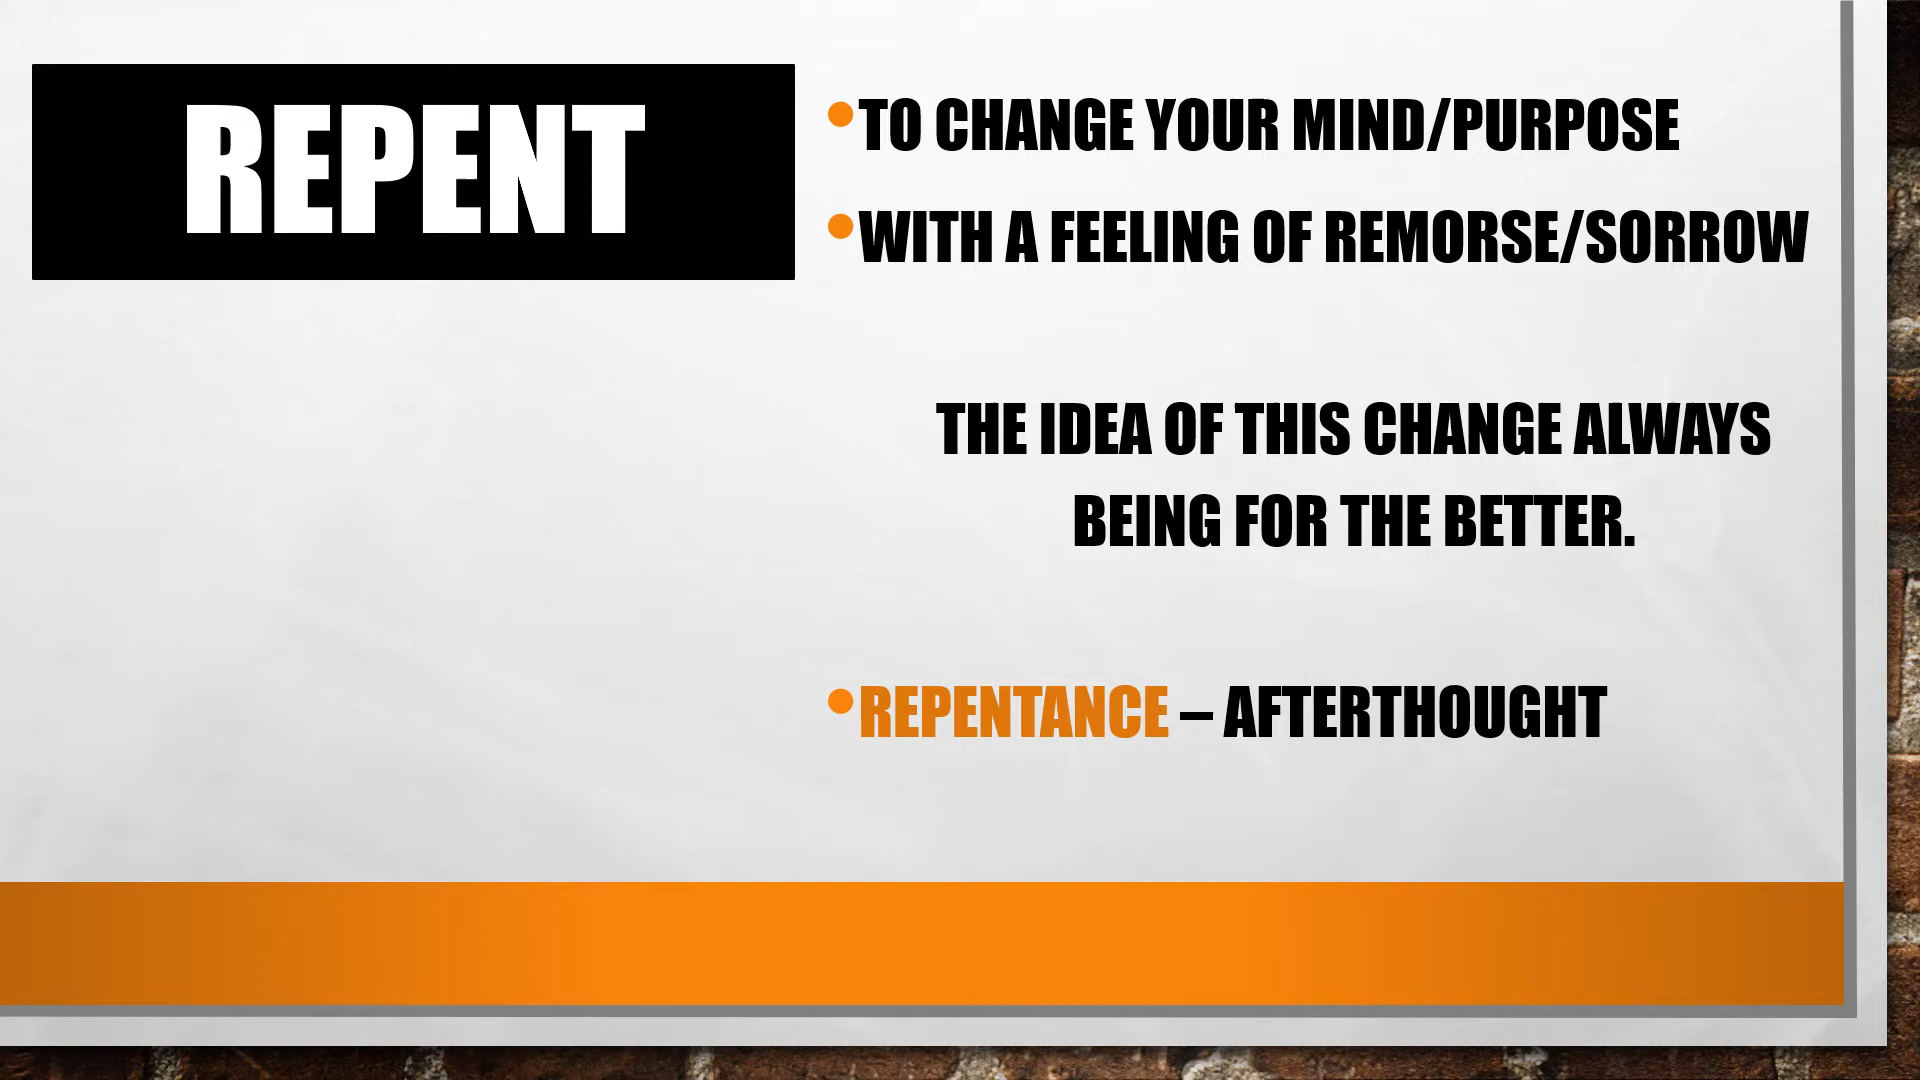 REPENT
•TO CHANGE YOUR MIND/PURPOSE
•WITH A FEELING OF REMORSE/SORROW
THE IDEA OF THIS CHANGE ALWAYS
BEING FOR THE BETTER.
•REPENTANCE – AFTERTHOUGHT